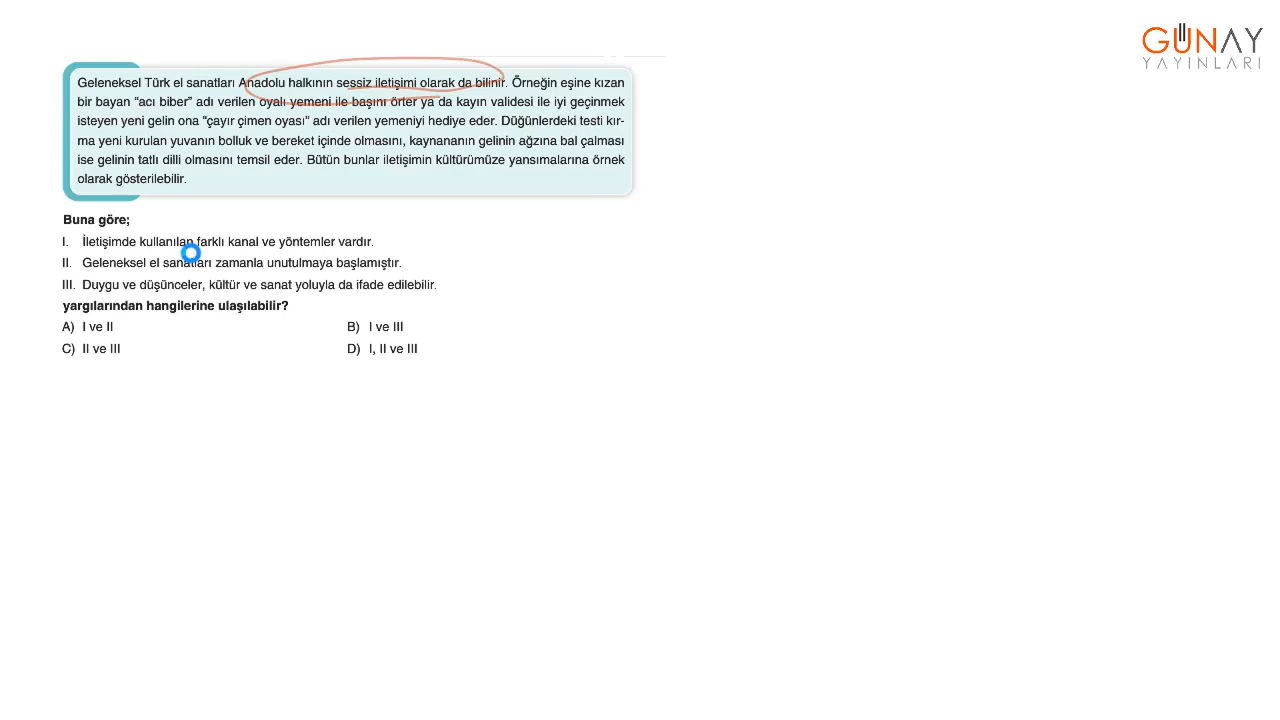 GÜNAY
YAYINLARI
Geleneksel Türk el sanatları Anadolu halkının sessiz iletişimi olarak da bilinir. Örneğin eşine kızan
bir bayan “acı biber” adı verilen oyalı yemeni ile başını örter ya da kayın validesi ile iyi geçinmek
isteyen yeni gelin ona “çayır çimen oyası” adı verilen yemeniyi hediye eder. Düğünlerdeki testi kır-
ma yeni kurulan yuvanın bolluk ve bereket içinde olmasını, kaynananın gelinin ağzına bal çalması
ise gelinin tatlı dilli olmasını temsil eder. Bütün bunlar iletişimin kültürümüze yansımalarına örnek
olarak gösterilebilir.
Buna göre;
I. İletişimde kullanılan farklı kanal ve yöntemler vardır.
II. Geleneksel el sanatları zamanla unutulmaya başlamıştır.
III. Duygu ve düşünceler, kültür ve sanat yoluyla da ifade edilebilir.
yargılarından hangilerine ulaşılabilir?
A) I ve II B) I ve III
C) II ve III D) I, II ve III